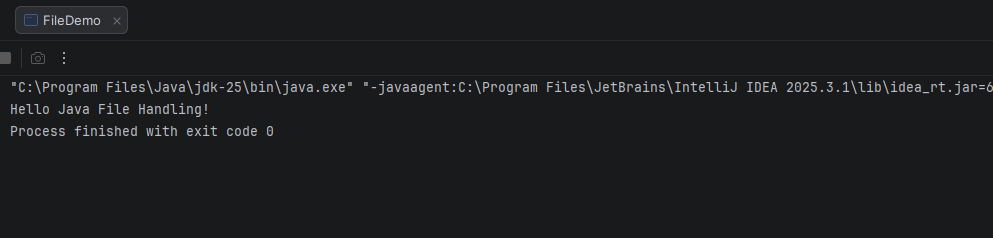 FileDemo
"C:\Program Files\Java\jdk-25\bin\java.exe" "-javaagent:C:\Program Files\JetBrains\IntelliJ IDEA 2025.3.1\lib\idea_rt.jar=6
Hello Java File Handling!
Process finished with exit code 0